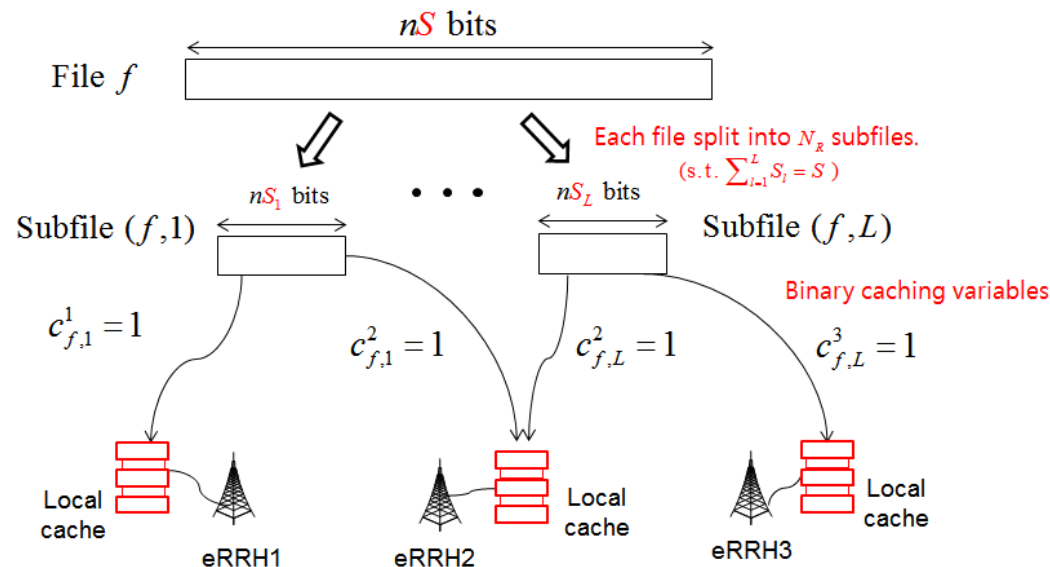 nS bits
File f
Each file split into N_R subfiles.
(s.t. ∑_{l=1}^{L} S_l = S )
nS_1 bits
• • •
nS_L bits
Subfile (f,1)
Subfile (f,L)
Binary caching variables
c^1_{f,1} = 1
c^2_{f,1} = 1
c^2_{f,L} = 1
c^3_{f,L} = 1
Local
cache
eRRH1
eRRH2
Local
cache
eRRH3
Local
cache